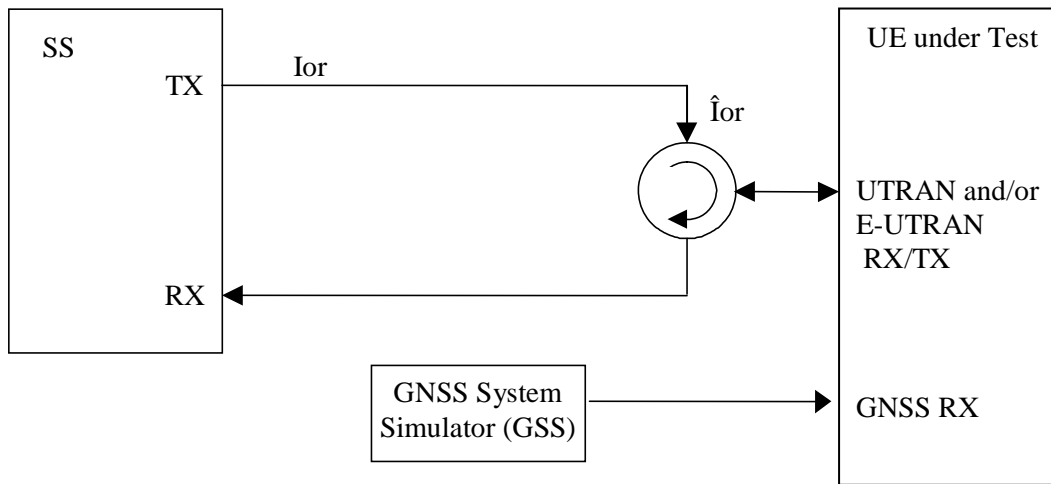 SS
UE under Test
TX
Ior
Îor
UTRAN and/or
E-UTRAN
RX/TX
RX
GNSS System
Simulator (GSS)
GNSS RX